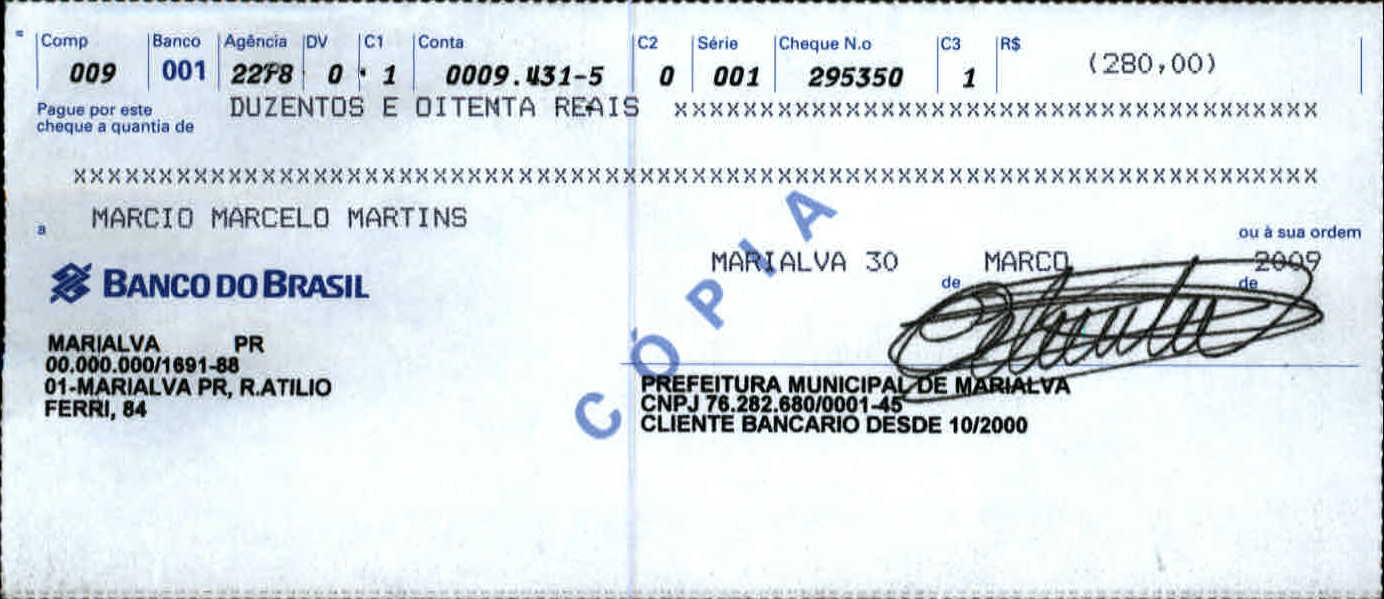 Comp Banco Agência DV C1 Conta C2 Série Cheque N.o C3 R$ (280,00)
009 001 2278 0 1 0009.431-5 0 001 295350 1
Pague por este
cheque a quantia de
DUZENTOS E OITENTA REAIS XXXXXXXXXXXXXXXXXXXXXXXXXXXXXXXXXXXXXX
XXXXXXXXXXXXXXXXXXXXXXXXXXXXXXXXXXXXXXXXXXXXXXXXXXXXXXXXXXXXXXXXXXXXXXXXX
a MARCIO MARCELO MARTINS
ou à sua ordem
MARIALVA 30 de MARCO de 2009
BANCO DO BRASIL
MARIALVA PR
00.000.000/1691-88
01-MARIALVA PR, R.ATILIO
FERRI, 84
PREFEITURA MUNICIPAL DE MARIALVA
CNPJ 76.282.680/0001-45
CLIENTE BANCARIO DESDE 10/2000
CÓPIA